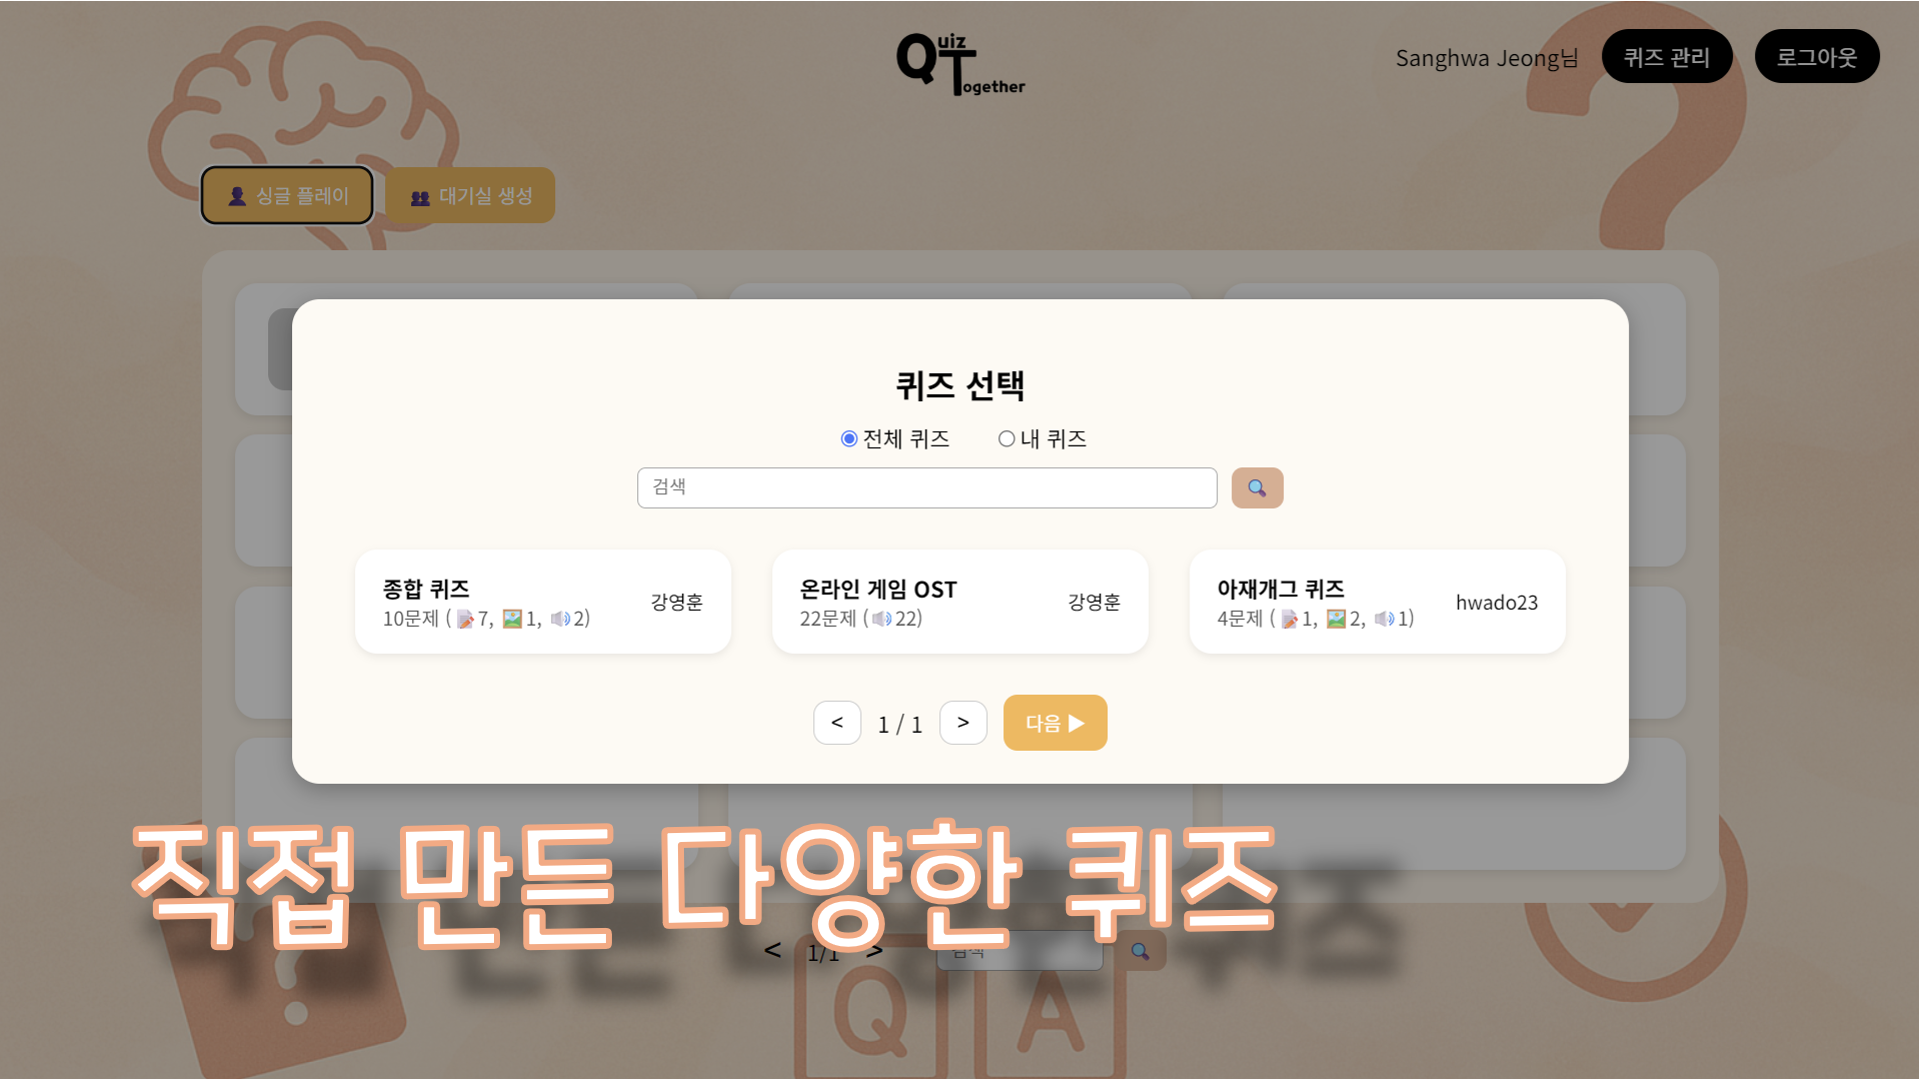 Quiz
Together
Sanghwa Jeong님
퀴즈 관리
로그아웃
싱글 플레이
대기실 생성
퀴즈 선택
전체 퀴즈
내 퀴즈
검색
종합 퀴즈
10문제 ( 📝7, 🖼️1, 🔊2)
강영훈
온라인 게임 OST
22문제 (🔊22)
강영훈
아재개그 퀴즈
4문제 ( 📝1, 🖼️2, 🔊1)
hwado23
< 1 / 1 >
다음 ▶
직접 만든 다양한 퀴즈
< 1/1 >
검색
? Q A